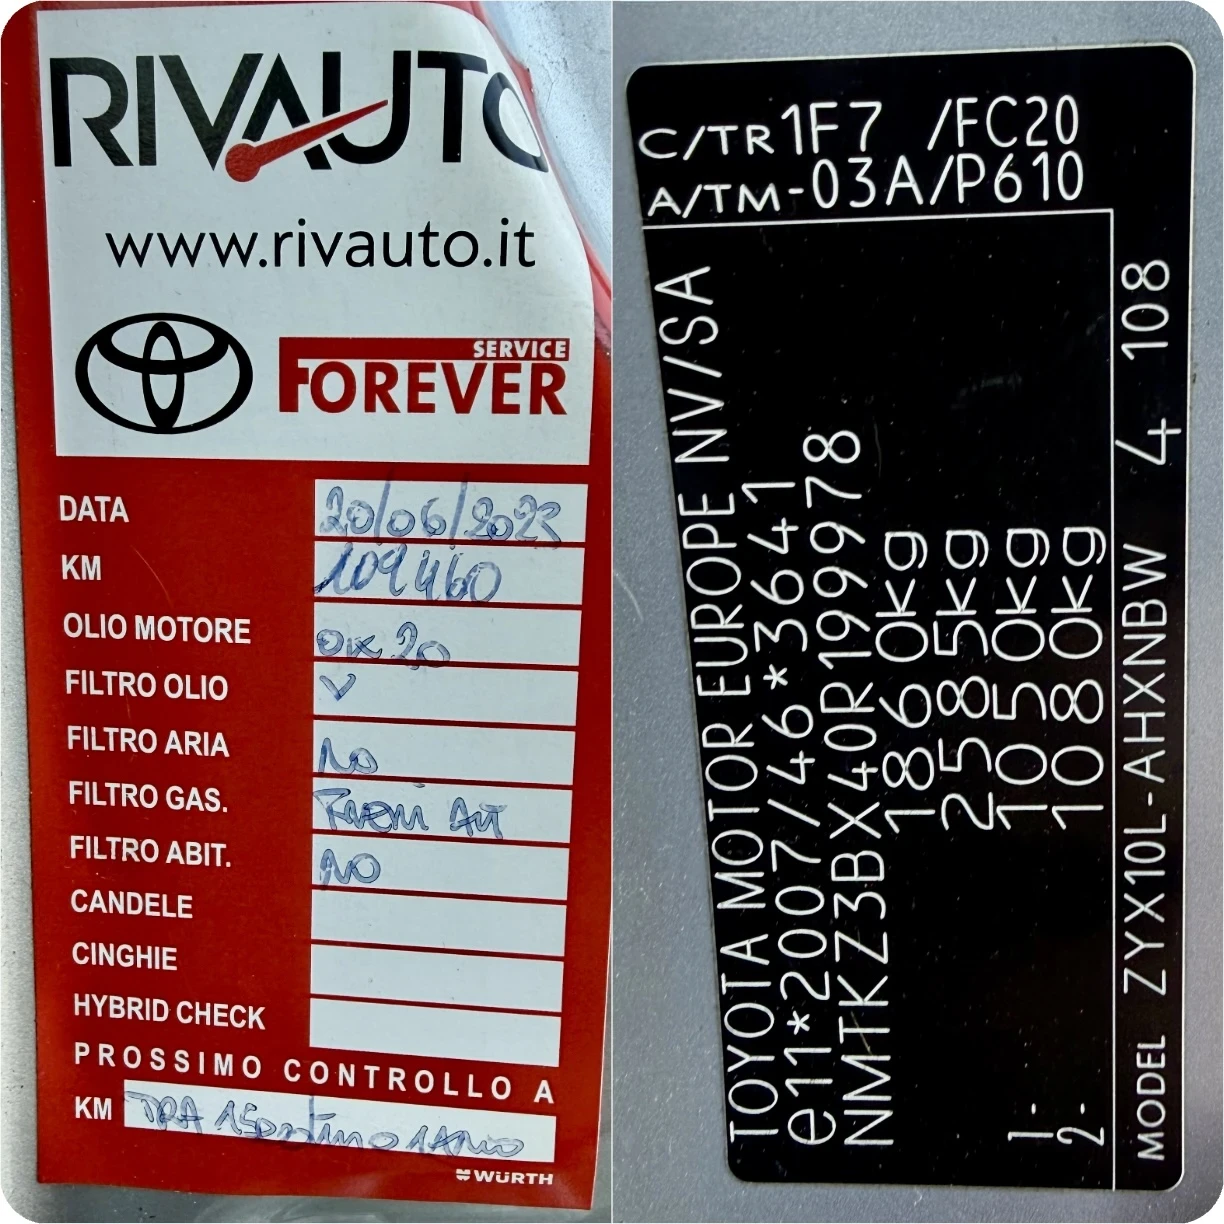 RIVAUTO
www.rivauto.it
SERVICE
FOREVER
DATA 20/06/2023
KM 109460
OLIO MOTORE 0W20
FILTRO OLIO V
FILTRO ARIA NO
FILTRO GAS.
FILTRO ABIT. NO
CANDELE
CINGHIE
HYBRID CHECK
PROSSIMO CONTROLLO A
KM TRA
WÜRTH
C/TR 1F7 /FC20
A/TM -03A/P610
TOYOTA MOTOR EUROPE NV/SA
e11*2007/46*3641
NMTKZ3BX40R199978
1860kg
2585kg
1- 1050kg
2- 1080kg
MODEL ZYX10L-AHXNBW 4 108